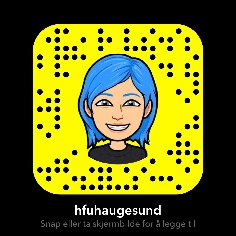 hfuhaugesund
Snap eller ta skjermbilde for å legge til